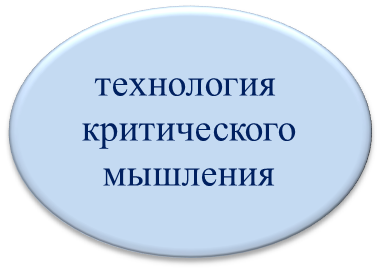 технология
критического
мышления